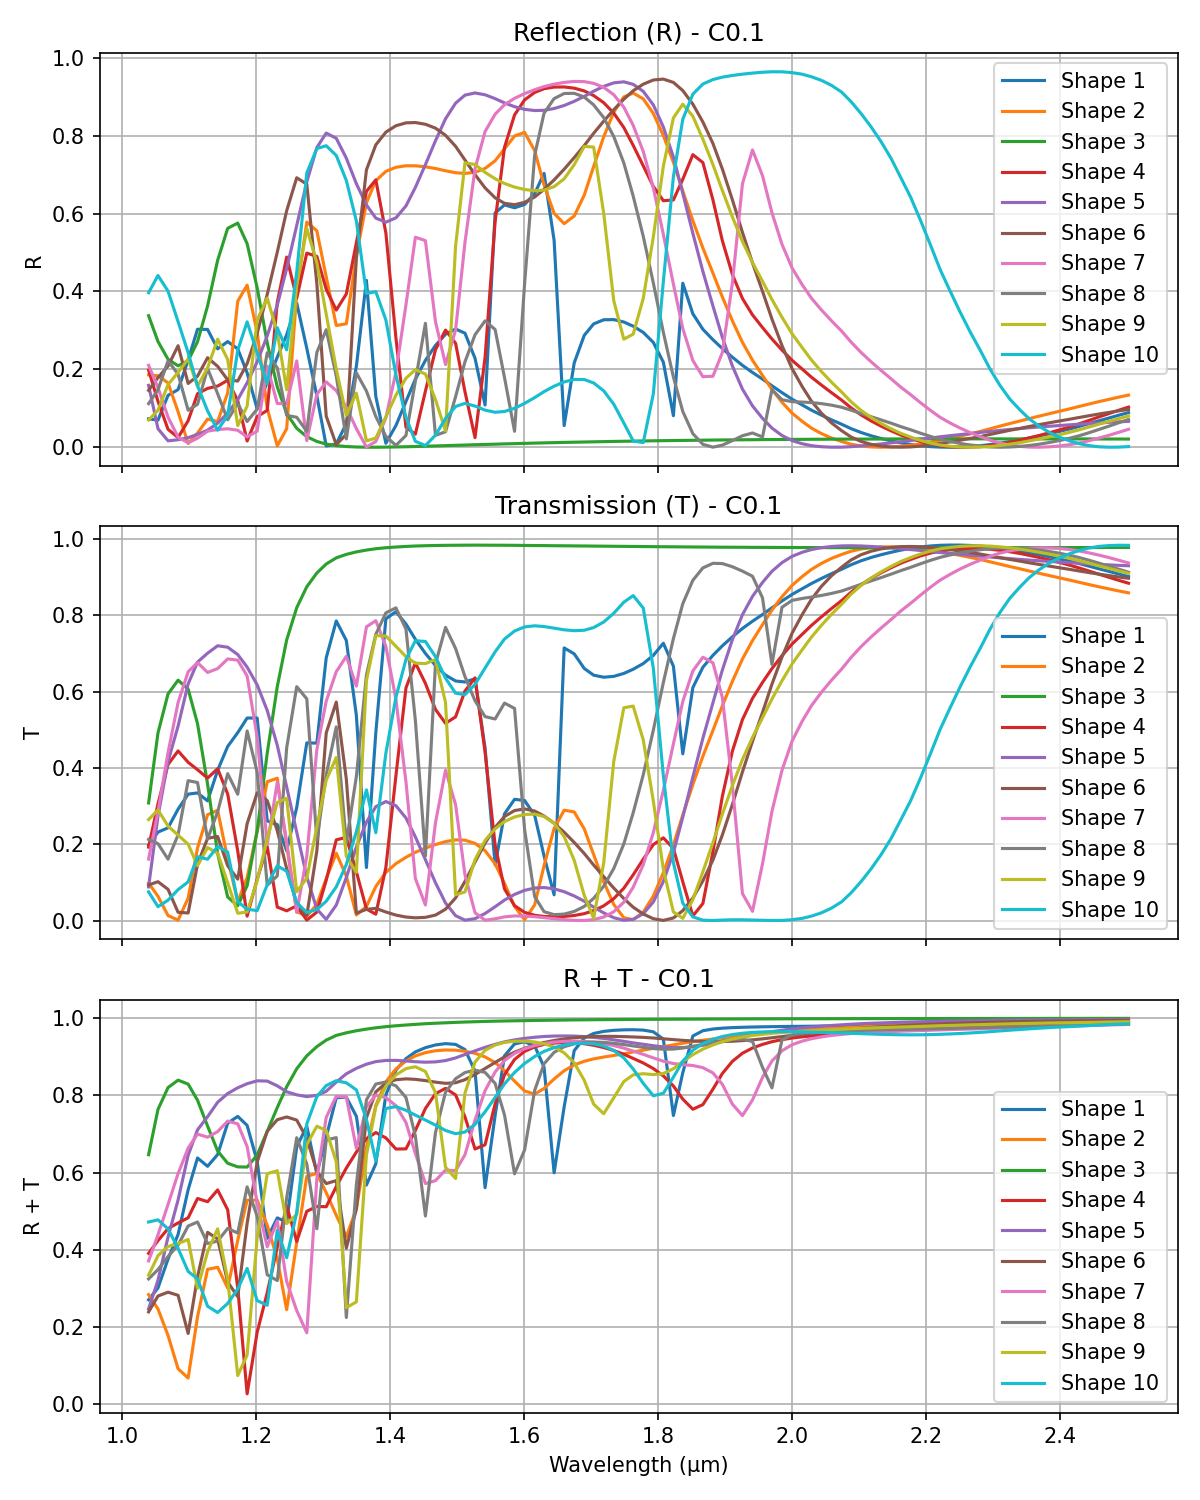 Reflection (R) - C0.1
1.0
0.8
0.6
0.4
0.2
0.0
R
Shape 1
Shape 2
Shape 3
Shape 4
Shape 5
Shape 6
Shape 7
Shape 8
Shape 9
Shape 10
Transmission (T) - C0.1
1.0
0.8
0.6
0.4
0.2
0.0
T
Shape 1
Shape 2
Shape 3
Shape 4
Shape 5
Shape 6
Shape 7
Shape 8
Shape 9
Shape 10
R + T - C0.1
1.0
0.8
0.6
0.4
0.2
0.0
R + T
Shape 1
Shape 2
Shape 3
Shape 4
Shape 5
Shape 6
Shape 7
Shape 8
Shape 9
Shape 10
1.0 1.2 1.4 1.6 1.8 2.0 2.2 2.4
Wavelength (μm)